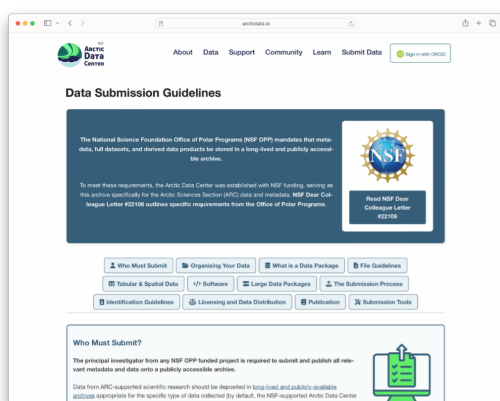 arcticdata.io
NSF
ARCTIC
DATA
CENTER
About Data Support Community Learn Submit Data Sign in with ORCID
Data Submission Guidelines
The National Science Foundation Office of Polar Programs (NSF OPP) mandates that meta-
data, full datasets, and derived data products be stored in a long-lived and publicly accessi-
ble archive.
To meet these requirements, the Arctic Data Center was established with NSF funding, serving as
this archive specifically for the Arctic Sciences Section (ARC) data and metadata. NSF Dear Col-
league Letter #22106 outlines specific requirements from the Office of Polar Programs.
NSF
Read NSF Dear
Colleague Letter
#22106
Who Must Submit Organizing Your Data What is a Data Package File Guidelines
Tabular & Spatial Data </> Software Large Data Packages The Submission Process
Identification Guidelines Licensing and Data Distribution Publication Submission Tools
Who Must Submit?
The principal investigator from any NSF OPP funded project is required to submit and publish all rele-
vant metadata and data onto a publicly accessible archive.
Data from ARC-supported scientific research should be deposited in long-lived and publicly-available
archives appropriate for the specific type of data collected (by default, the NSF-supported Arctic Data Center